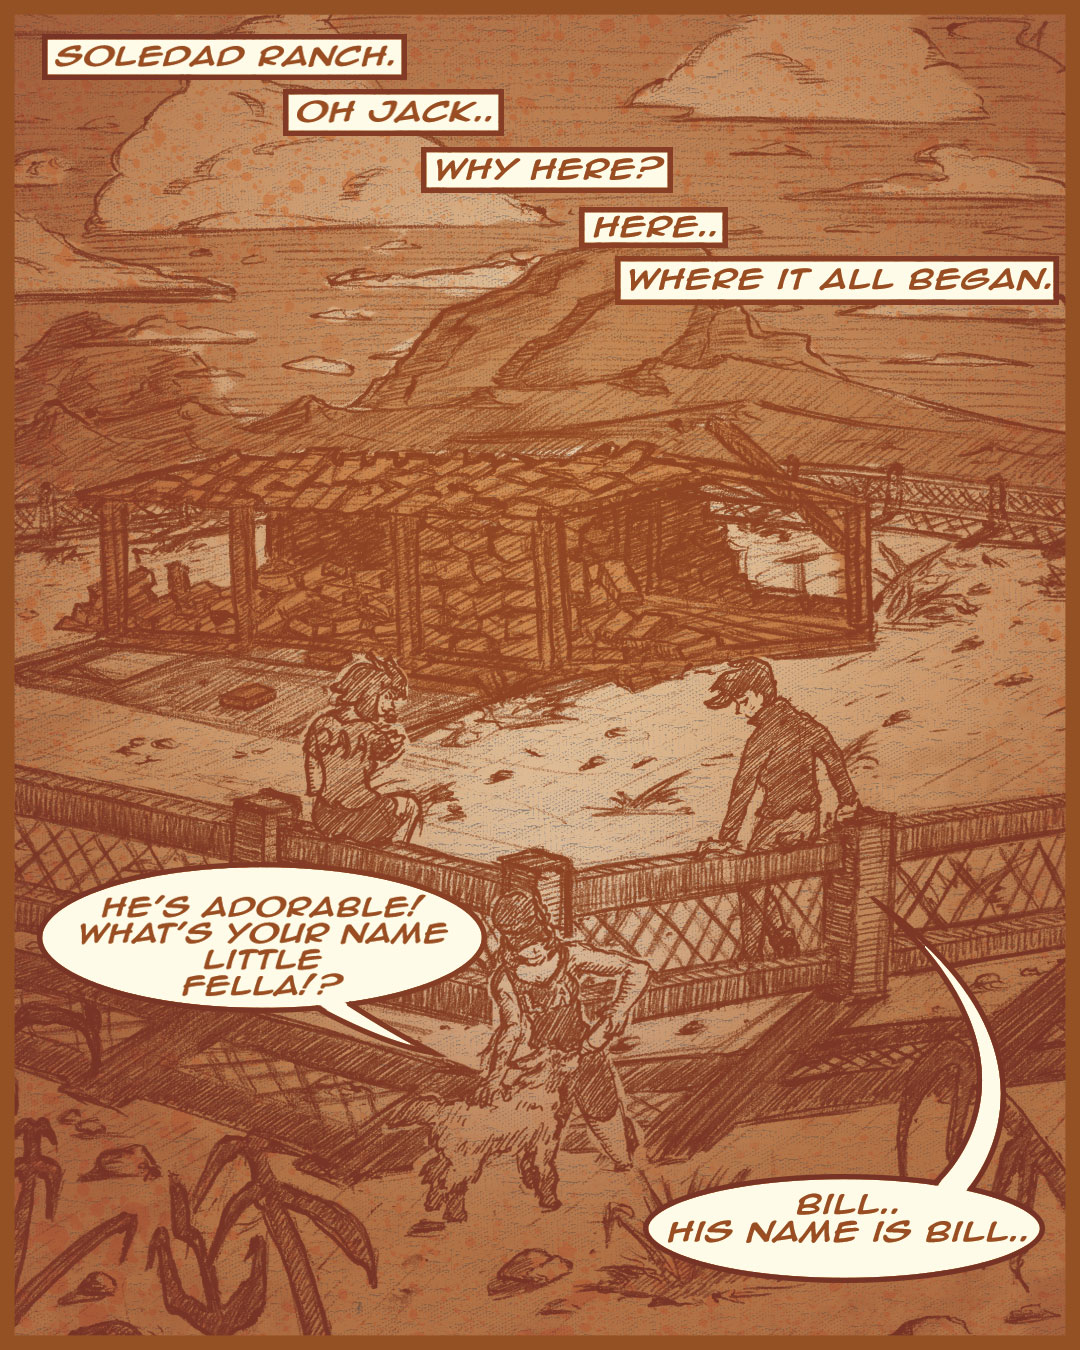 SOLEDAD RANCH.
OH JACK..
WHY HERE?
HERE..
WHERE IT ALL BEGAN.
HE'S ADORABLE!
WHAT'S YOUR NAME
LITTLE
FELLA!?
BILL..
HIS NAME IS BILL..